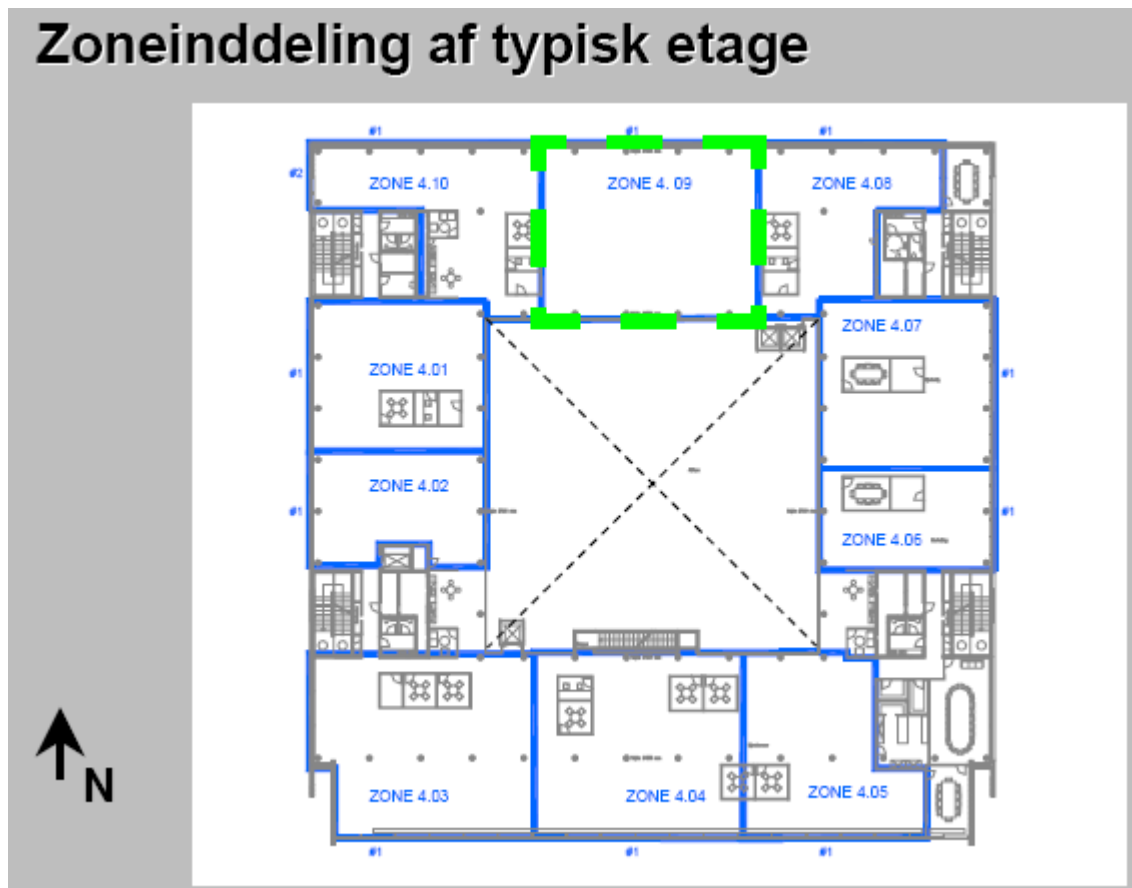 Zoneinddeling af typisk etage
#1 #1 #1
#2
ZONE 4.10 ZONE 4. 09 ZONE 4.08
ZONE 4.07
#1 ZONE 4.01 #1
#1 ZONE 4.02 #1
ZONE 4.06
ZONE 4.03 ZONE 4.04 ZONE 4.05
N
#1 #1 #1